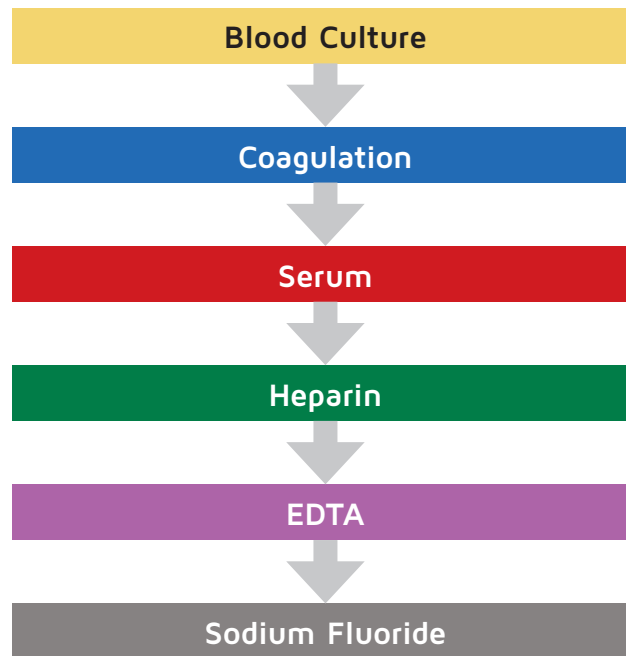 Blood Culture
Coagulation
Serum
Heparin
EDTA
Sodium Fluoride